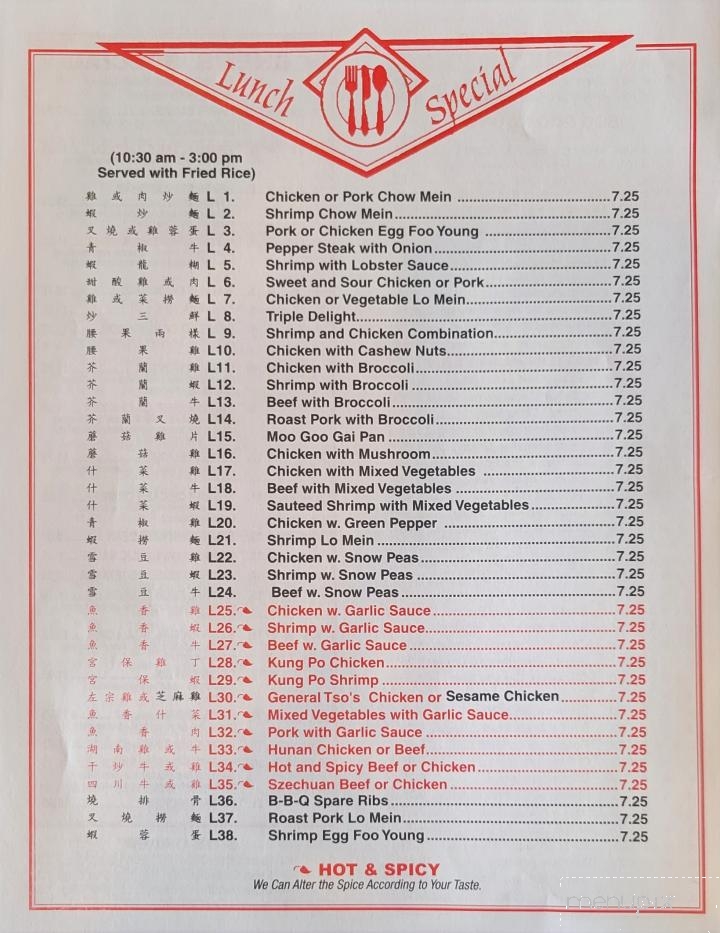 Lunch Special
(10:30 am - 3:00 pm
Served with Fried Rice)
雞或肉炒麵 L 1. Chicken or Pork Chow Mein 7.25
蝦炒麵 L 2. Shrimp Chow Mein 7.25
叉燒或雞蓉蛋 L 3. Pork or Chicken Egg Foo Young 7.25
青椒牛 L 4. Pepper Steak with Onion 7.25
蝦龍糊 L 5. Shrimp with Lobster Sauce 7.25
甜酸雞或肉 L 6. Sweet and Sour Chicken or Pork 7.25
雞或菜撈麵 L 7. Chicken or Vegetable Lo Mein 7.25
炒三鮮 L 8. Triple Delight 7.25
腰果兩樣 L 9. Shrimp and Chicken Combination 7.25
腰果雞 L10. Chicken with Cashew Nuts 7.25
芥蘭雞 L11. Chicken with Broccoli 7.25
芥蘭蝦 L12. Shrimp with Broccoli 7.25
芥蘭牛 L13. Beef with Broccoli 7.25
芥蘭叉燒 L14. Roast Pork with Broccoli 7.25
蘑菇雞片 L15. Moo Goo Gai Pan 7.25
蘑菇雞 L16. Chicken with Mushroom 7.25
什菜雞 L17. Chicken with Mixed Vegetables 7.25
什菜牛 L18. Beef with Mixed Vegetables 7.25
什菜蝦 L19. Sauteed Shrimp with Mixed Vegetables 7.25
青椒雞 L20. Chicken w. Green Pepper 7.25
蝦撈麵 L21. Shrimp Lo Mein 7.25
雪豆雞 L22. Chicken w. Snow Peas 7.25
雪豆蝦 L23. Shrimp w. Snow Peas 7.25
雪豆牛 L24. Beef w. Snow Peas 7.25
魚香雞 L25. Chicken w. Garlic Sauce 7.25
魚香蝦 L26. Shrimp w. Garlic Sauce 7.25
魚香牛 L27. Beef w. Garlic Sauce 7.25
宮保雞丁 L28. Kung Po Chicken 7.25
宮保蝦 L29. Kung Po Shrimp 7.25
左宗雞或芝麻雞 L30. General Tso's Chicken or Sesame Chicken 7.25
魚香什菜 L31. Mixed Vegetables with Garlic Sauce 7.25
魚香肉 L32. Pork with Garlic Sauce 7.25
湖南雞或牛 L33. Hunan Chicken or Beef 7.25
干炒牛或雞 L34. Hot and Spicy Beef or Chicken 7.25
四川牛或雞 L35. Szechuan Beef or Chicken 7.25
燒排骨 L36. B-B-Q Spare Ribs 7.25
叉燒撈麵 L37. Roast Pork Lo Mein 7.25
蝦蓉蛋 L38. Shrimp Egg Foo Young 7.25
HOT & SPICY
We Can Alter the Spice According to Your Taste.